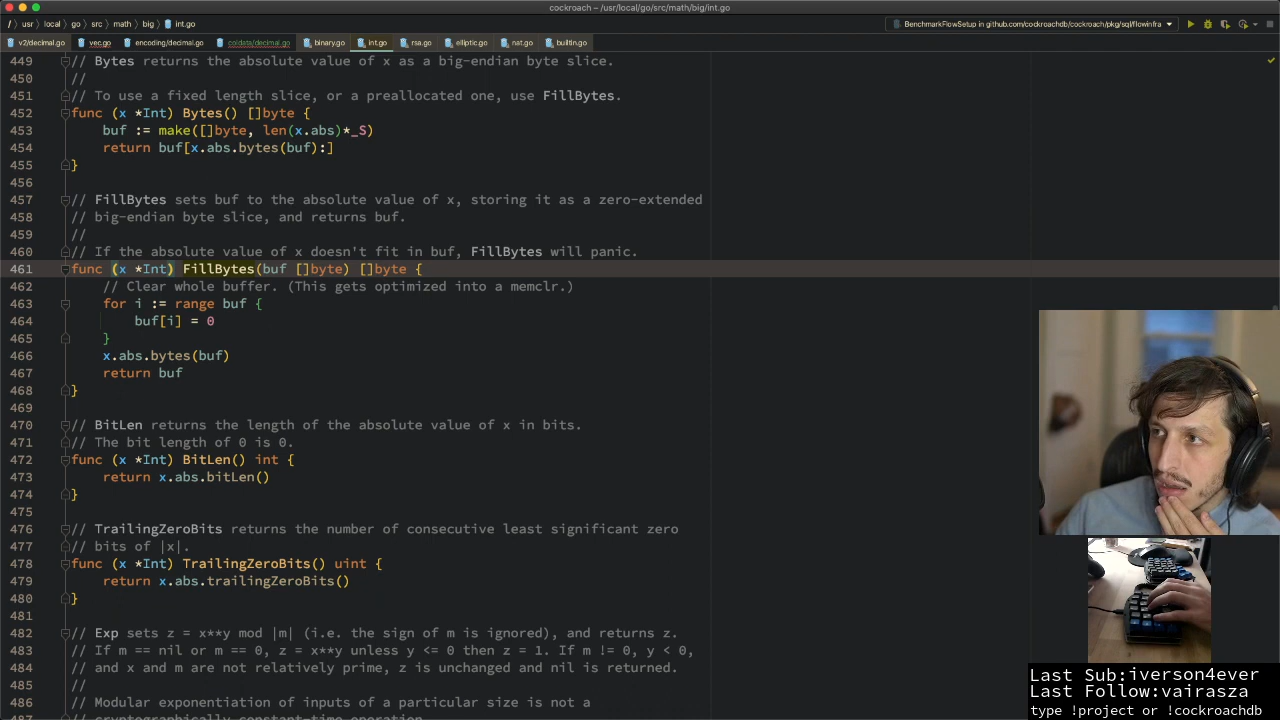 cockroach – /usr/local/go/src/math/big/int.go
/ usr local go src math big int.go
BenchmarkFlowSetup in github.com/cockroachdb/cockroach/pkg/sql/flowinfra
v2/decimal.go vec.go encoding/decimal.go coldata/decimal.go binary.go int.go rsa.go elliptic.go nat.go builtin.go
449 // Bytes returns the absolute value of x as a big-endian byte slice.
450 //
451 // To use a fixed length slice, or a preallocated one, use FillBytes.
452 func (x *Int) Bytes() []byte {
453 buf := make([]byte, len(x.abs)*_S)
454 return buf[x.abs.bytes(buf):]
455 }
456
457 // FillBytes sets buf to the absolute value of x, storing it as a zero-extended
458 // big-endian byte slice, and returns buf.
459 //
460 // If the absolute value of x doesn't fit in buf, FillBytes will panic.
461 func (x *Int) FillBytes(buf []byte) []byte {
462 // Clear whole buffer. (This gets optimized into a memclr.)
463 for i := range buf {
464 buf[i] = 0
465 }
466 x.abs.bytes(buf)
467 return buf
468 }
469
470 // BitLen returns the length of the absolute value of x in bits.
471 // The bit length of 0 is 0.
472 func (x *Int) BitLen() int {
473 return x.abs.bitLen()
474 }
475
476 // TrailingZeroBits returns the number of consecutive least significant zero
477 // bits of |x|.
478 func (x *Int) TrailingZeroBits() uint {
479 return x.abs.trailingZeroBits()
480 }
481
482 // Exp sets z = x**y mod |m| (i.e. the sign of m is ignored), and returns z.
483 // If m == nil or m == 0, z = x**y unless y <= 0 then z = 1. If m != 0, y < 0,
484 // and x and m are not relatively prime, z is unchanged and nil is returned.
485 //
486 // Modular exponentiation of inputs of a particular size is not a
487 // cryptographically constant-time operation.
Last Sub:iverson4ever
Last Follow:vairasza
type !project or !cockroachdb